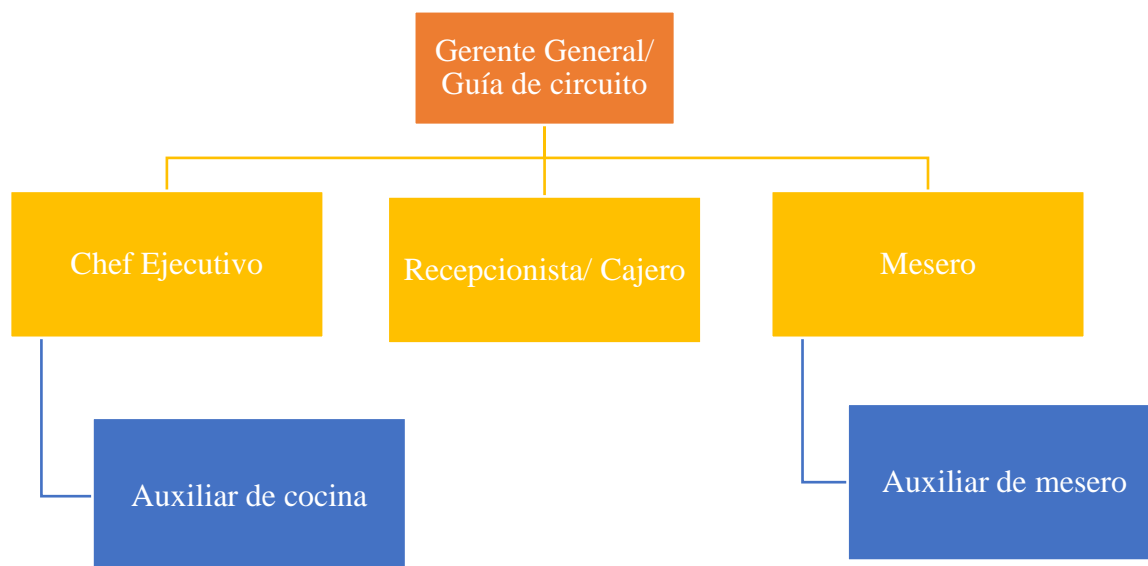 Gerente General/
Guía de circuito
Chef Ejecutivo
Recepcionista/ Cajero
Mesero
Auxiliar de cocina
Auxiliar de mesero